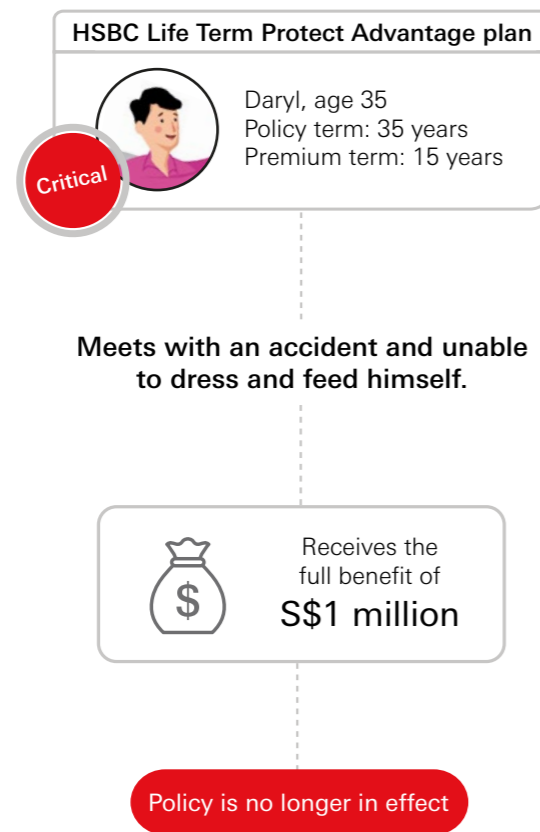 HSBC Life Term Protect Advantage plan
Daryl, age 35
Policy term: 35 years
Premium term: 15 years
Critical
Meets with an accident and unable
to dress and feed himself.
$
Receives the
full benefit of
S$1 million
Policy is no longer in effect